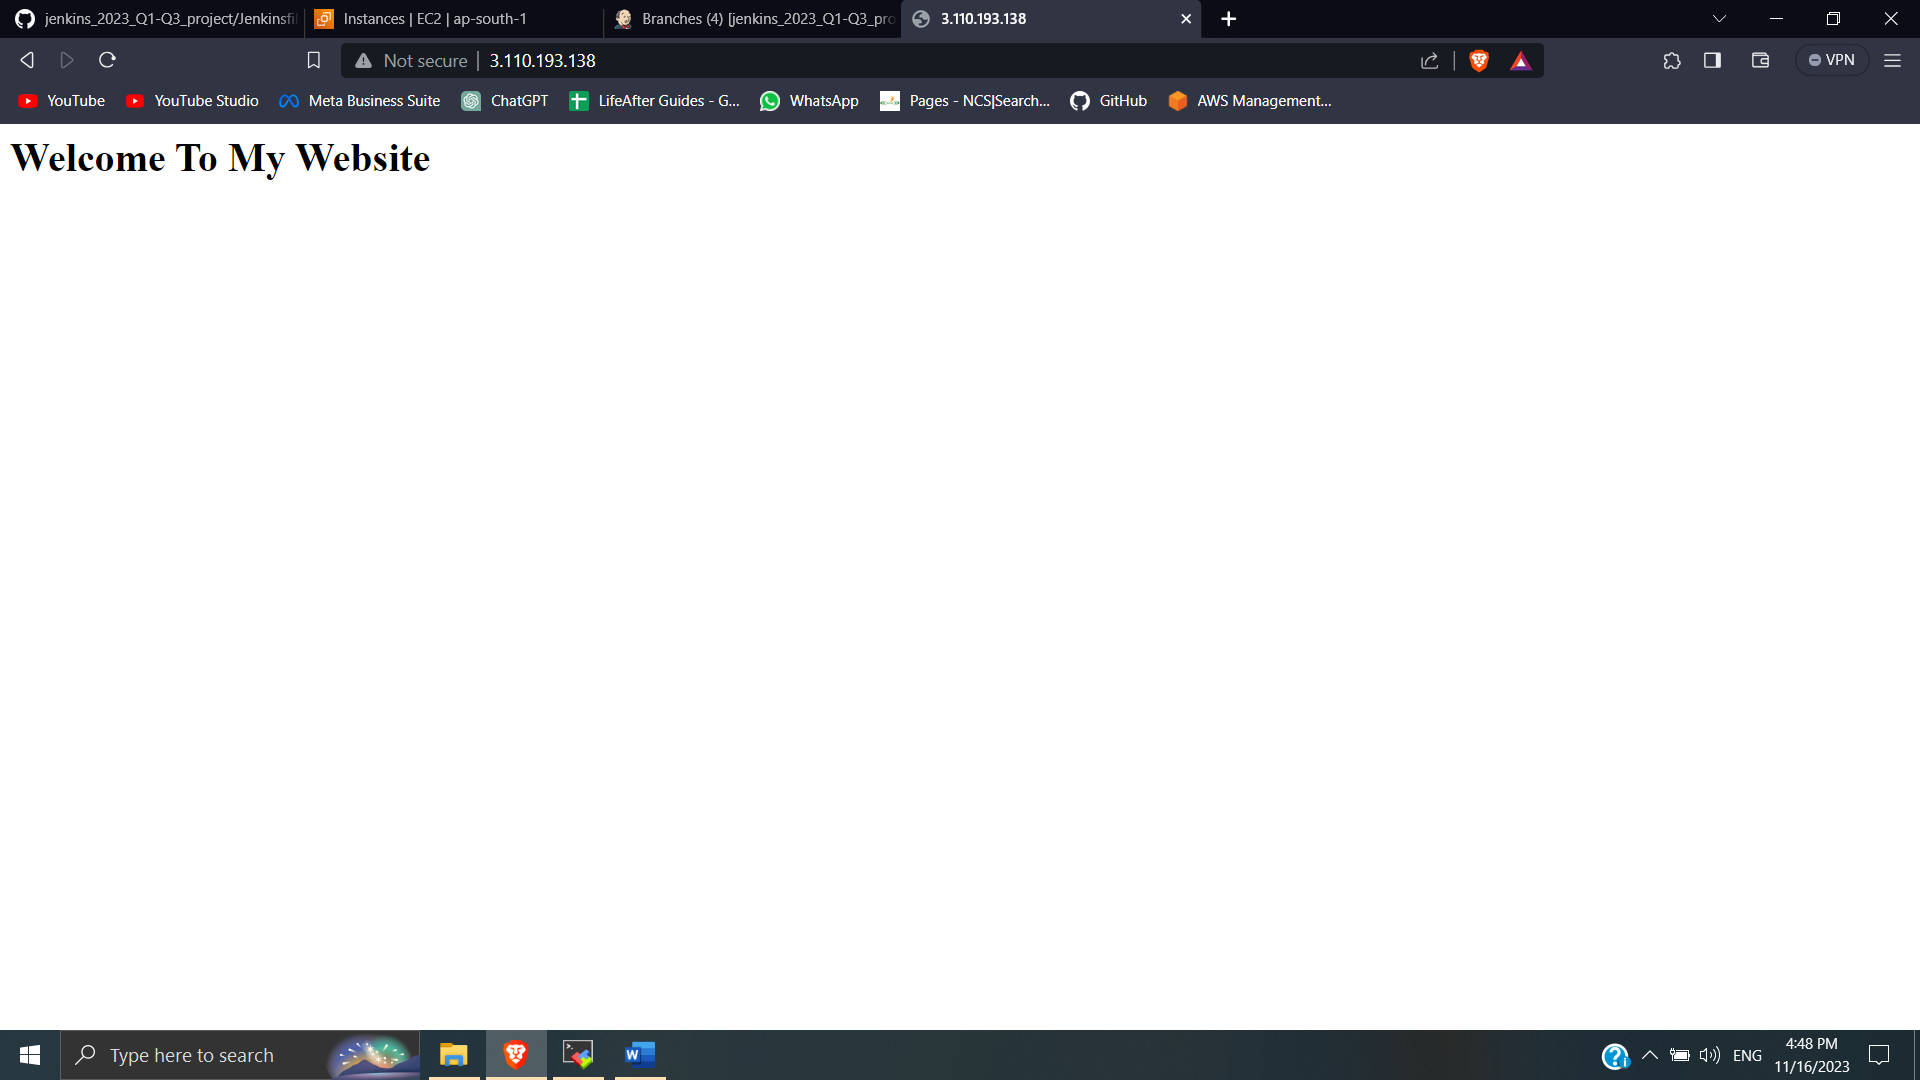 jenkins_2023_Q1-Q3_project/Jenkinsfil
Instances | EC2 | ap-south-1
Branches (4) [jenkins_2023_Q1-Q3_pro
3.110.193.138
Not secure
3.110.193.138
VPN
YouTube
YouTube Studio
Meta Business Suite
ChatGPT
LifeAfter Guides - G...
WhatsApp
Pages - NCS|Search...
GitHub
AWS Management...
Welcome To My Website
Type here to search
ENG
4:48 PM
11/16/2023